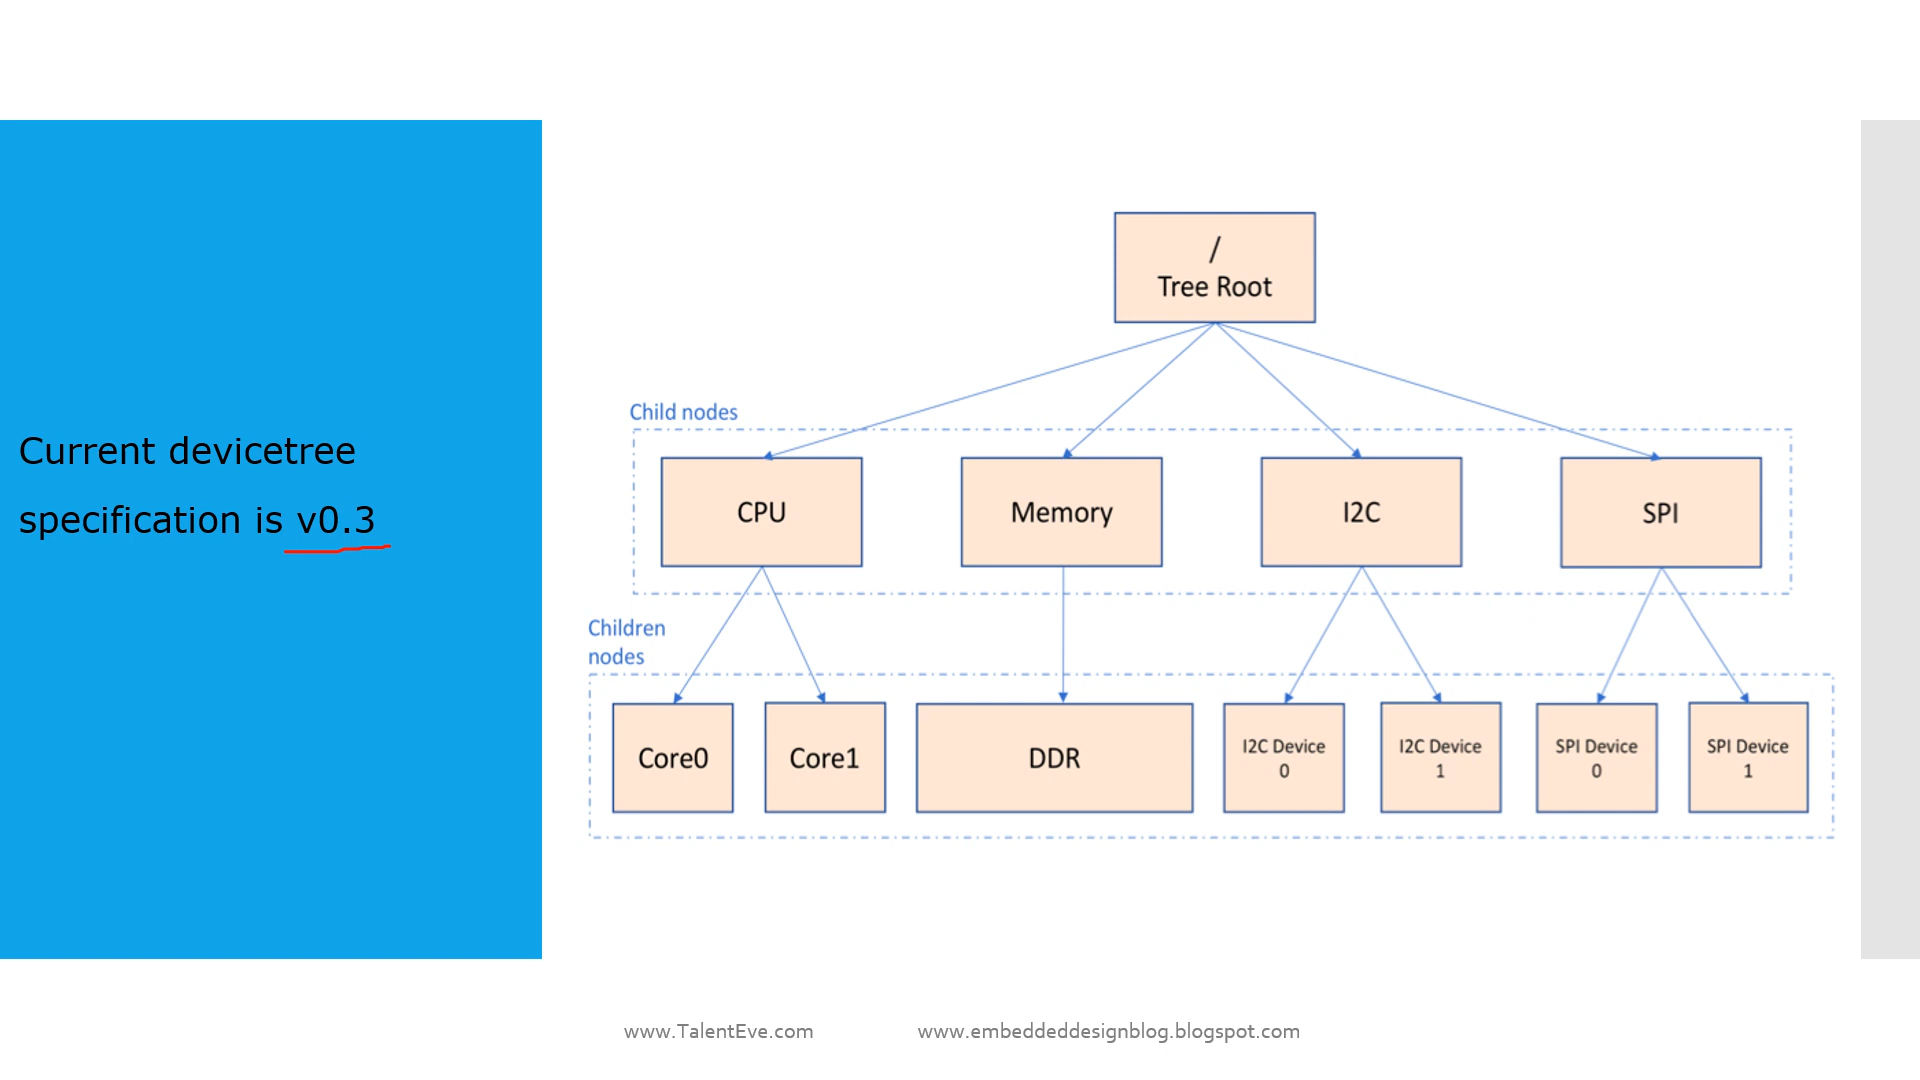 Current devicetree
specification is v0.3
/
Tree Root
Child nodes
CPU
Memory
I2C
SPI
Children
nodes
Core0
Core1
DDR
I2C Device
0
I2C Device
1
SPI Device
0
SPI Device
1
www.TalentEve.com
www.embeddeddesignblog.blogspot.com